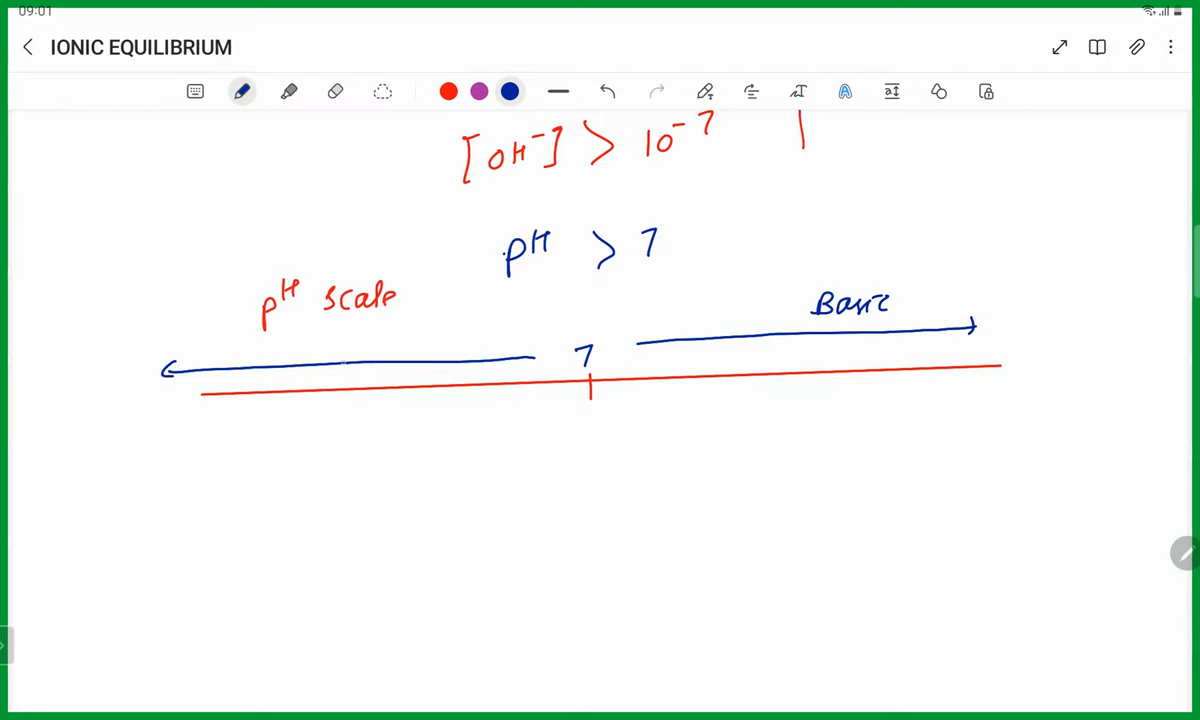 09:01
IONIC EQUILIBRIUM
[OH⁻] > 10⁻⁷
pH > 7
pH scale
Basic
7